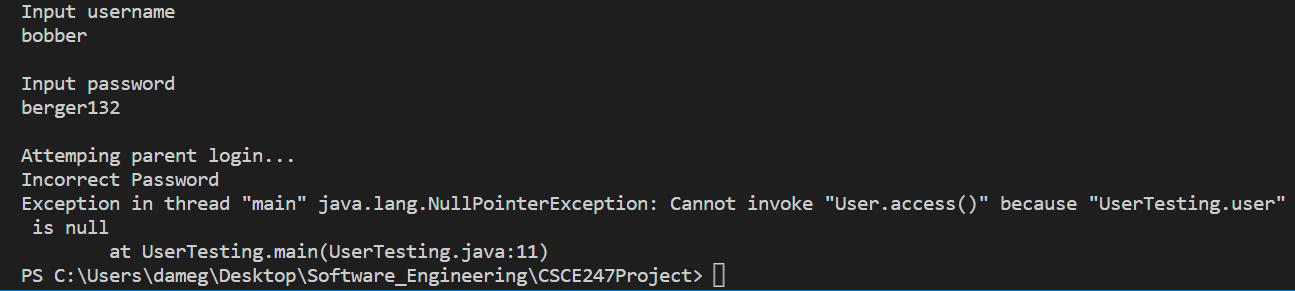 Input username
bobber
Input password
berger132
Attemping parent login...
Incorrect Password
Exception in thread "main" java.lang.NullPointerException: Cannot invoke "User.access()" because "UserTesting.user"
is null
at UserTesting.main(UserTesting.java:11)
PS C:\Users\dameg\Desktop\Software_Engineering\CSCE247Project>